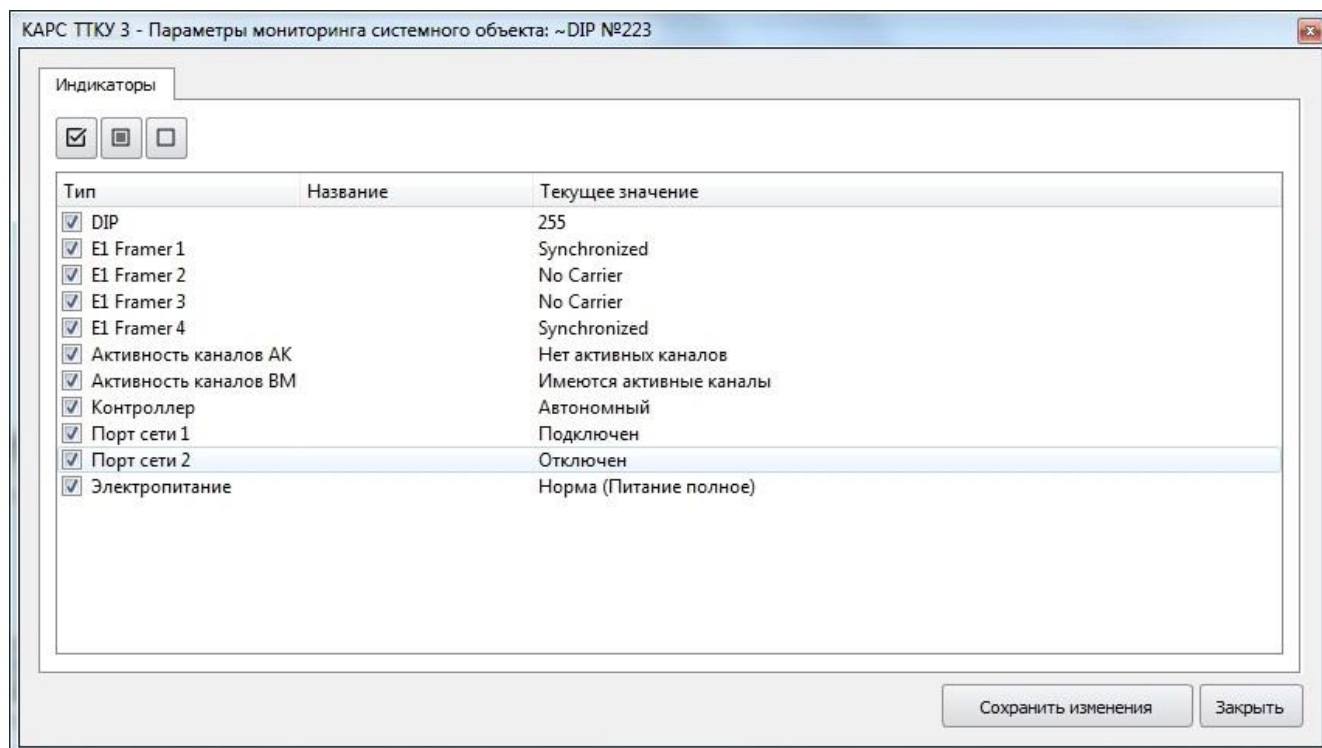 КАРС ТТКУ 3 - Параметры мониторинга системного объекта: ~DIP №223
Индикаторы
Тип Название Текущее значение
DIP 255
E1 Framer 1 Synchronized
E1 Framer 2 No Carrier
E1 Framer 3 No Carrier
E1 Framer 4 Synchronized
Активность каналов АК Нет активных каналов
Активность каналов ВМ Имеются активные каналы
Контроллер Автономный
Порт сети 1 Подключен
Порт сети 2 Отключен
Электропитание Норма (Питание полное)
Сохранить изменения Закрыть